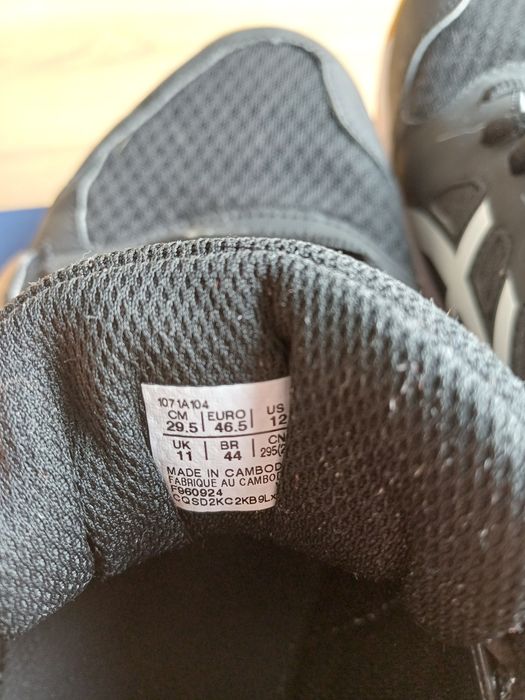 1071A104
CM EURO US
29.5 46.5 12
UK BR CN
11 44 295(2
MADE IN CAMBOD
FABRIQUE AU CAMBO
F960924
CQSD2KC2KB9LX